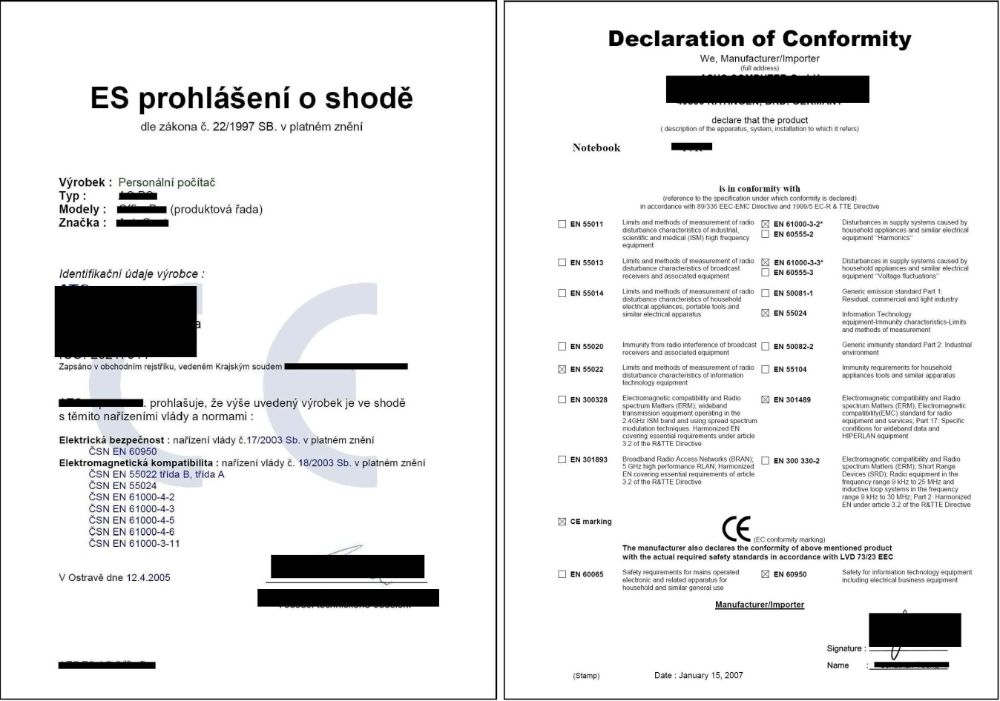 ES prohlášení o shodě
dle zákona č. 22/1997 SB. v platném znění
Výrobek : Personální počítač
Typ :
Modely : (produktová řada)
Značka :
Identifikační údaje výrobce :
a
Zapsáno v obchodním rejstříku, vedeném Krajským soudem
. prohlašuje, že výše uvedený výrobek je ve shodě
s těmito nařízeními vlády a normami :
Elektrická bezpečnost : nařízení vlády č.17/2003 Sb. v platném znění
ČSN EN 60950
Elektromagnetická kompatibilita : nařízení vlády č. 18/2003 Sb. v platném znění
ČSN EN 55022 třída B, třída A
ČSN EN 55024
ČSN EN 61000-4-2
ČSN EN 61000-4-3
ČSN EN 61000-4-5
ČSN EN 61000-4-6
ČSN EN 61000-3-11
V Ostravě dne 12.4.2005
Declaration of Conformity
We, Manufacturer/Importer
(full address)
declare that the product
( description of the apparatus, system, installation to which it refers)
Notebook
is in conformity with
(reference to the specification under which conformity is declared)
in accordance with 89/336 EEC-EMC Directive and 1999/5 EC-R & TTE Directive
EN 55011
Limits and methods of measurement of radio
disturbance characteristics of industrial,
scientific and medical (ISM) high frequency
equipment
EN 61000-3-2*
EN 60555-2
Disturbances in supply systems caused by
household appliances and similar electrical
equipment “Harmonics”
EN 55013
Limits and methods of measurement of radio
disturbance characteristics of broadcast
receivers and associated equipment
EN 61000-3-3*
EN 60555-3
Disturbances in supply systems caused by
household appliances and similar electrical
equipment “Voltage fluctuations”
EN 55014
Limits and methods of measurement of radio
disturbance characteristics of household
electrical appliances, portable tools and
similar electrical apparatus
EN 50081-1
Generic emission standard Part 1:
Residual, commercial and light industry
EN 55024
Information Technology
equipment-Immunity characteristics-Limits
and methods of measurement
EN 55020
Immunity from radio interference of broadcast
receivers and associated equipment
EN 50082-2
Generic immunity standard Part 2: Industrial
environment
EN 55022
Limits and methods of measurement of radio
disturbance characteristics of information
technology equipment
EN 55104
Immunity requirements for household
appliances tools and similar apparatus
EN 300328
Electromagnetic compatibility and Radio
spectrum Matters (ERM); wideband
transmission equipment operating in the
2.4GHz ISM band and using spread spectrum
modulation techniques. Harmonized EN
covering essential requirements under article
3.2 of the R&TTE Directive
EN 301489
Electromagnetic compatibility and Radio
spectrum Matters (ERM); Electromagnetic
compatibility(EMC) standard for radio
equipment and services; Part 17: Specific
conditions for wideband data and
HIPERLAN equipment
EN 301893
Broadband Radio Access Networks (BRAN);
5 GHz high performance RLAN; Harmonized
EN covering essential requirements of article
3.2 of the R&TTE Directive
EN 300 330-2
Electromagnetic compatibility and Radio
spectrum Matters (ERM); Short Range
Devices (SRD); Radio equipment in the
frequency range 9 kHz to 25 MHz and
inductive loop systems in the frequency
range 9 kHz to 30 MHz; Part 2: Harmonized
EN under article 3.2 of the R&TTE Directive
CE marking
CE (EC conformity marking)
The manufacturer also declares the conformity of above mentioned product
with the actual required safety standards in accordance with LVD 73/23 EEC
EN 60065
Safety requirements for mains operated
electronic and related apparatus for
household and similar general use
EN 60950
Safety for information technology equipment
including electrical business equipment
Manufacturer/Importer
Signature :
Name :
(Stamp)
Date : January 15, 2007